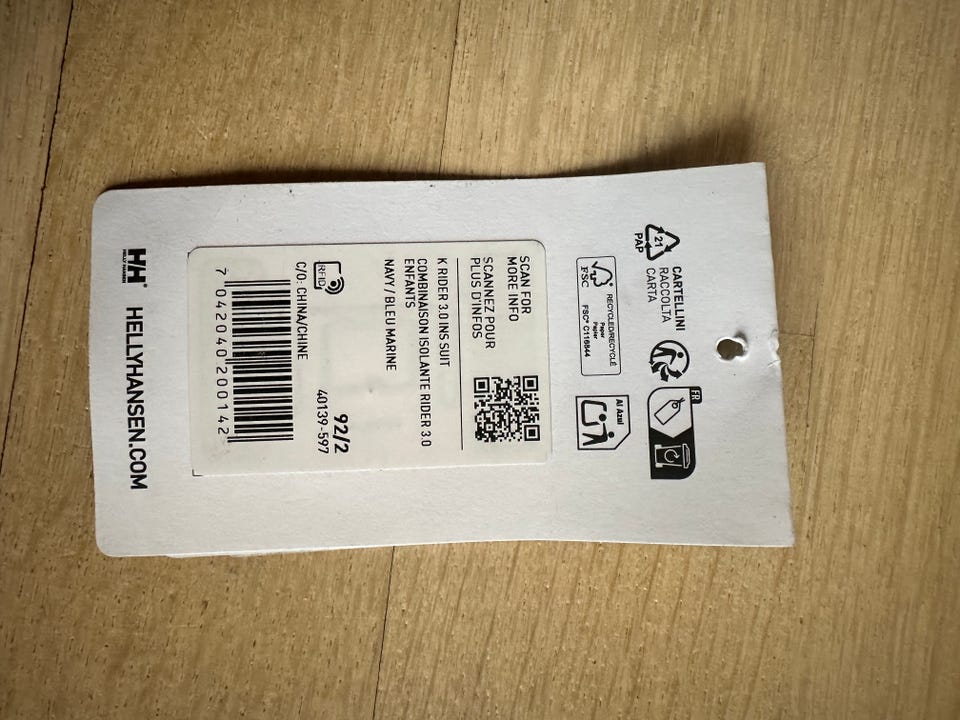 21
PAP
CARTELLINI
RACCOLTA
CARTA
FR
FSC
RECYCLED/RECYCLÉ
Paper
Papier
FSC® C116844
Al Azul
SCAN FOR
MORE INFO
SCANNEZ POUR
PLUS D'INFOS
K RIDER 3.0 INS SUIT
COMBINAISON ISOLANTE RIDER 3.0
ENFANTS
NAVY / BLEU MARINE
92/2
40139-597
RFID
C/O: CHINA/CHINE
7 042040 200142
HH®
HELLY HANSEN
HELLYHANSEN.COM